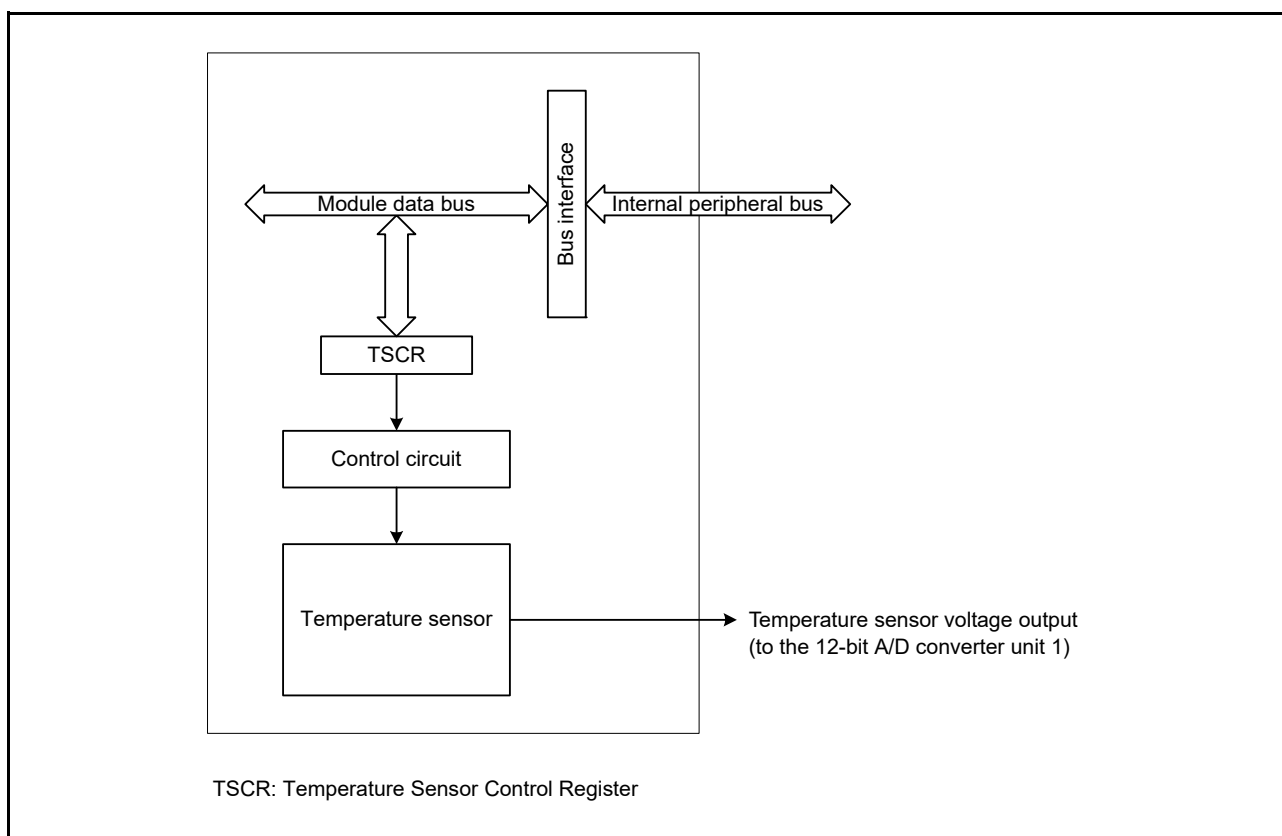 Bus interface
Module data bus
Internal peripheral bus
TSCR
Control circuit
Temperature sensor
Temperature sensor voltage output
(to the 12-bit A/D converter unit 1)
TSCR: Temperature Sensor Control Register